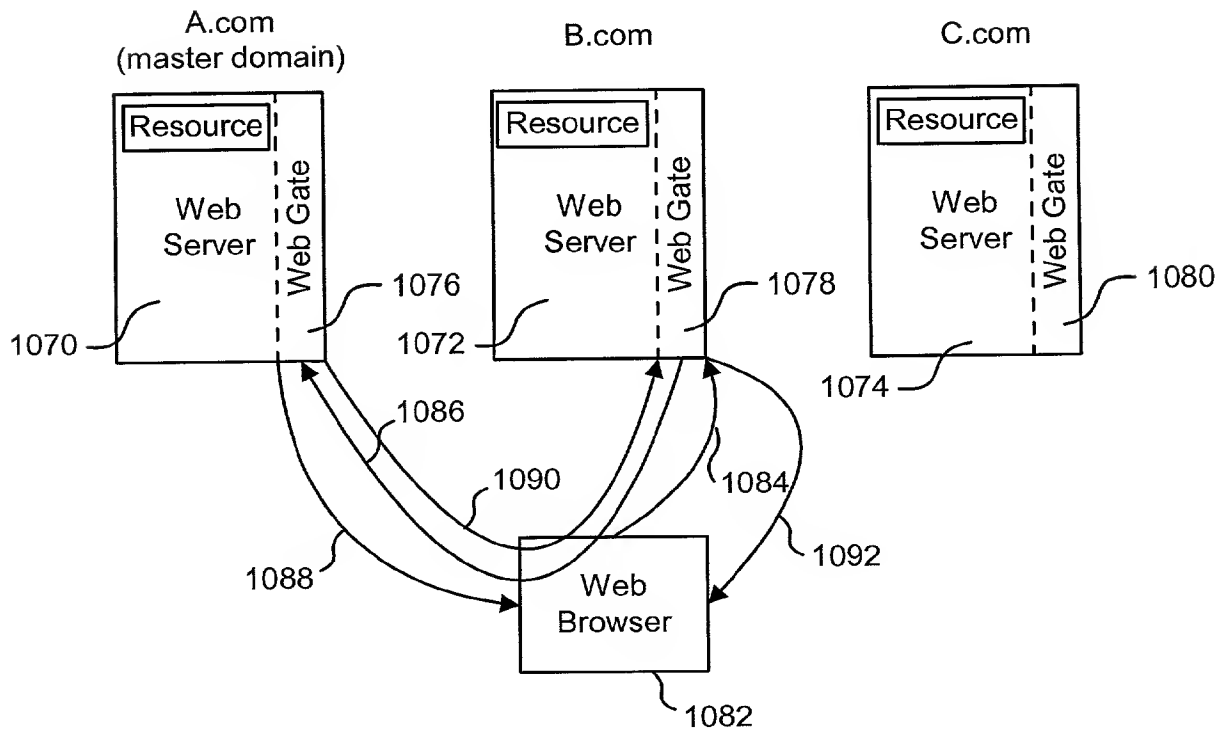 A.com
(master domain)
B.com
C.com
Resource
Web
Server
Web Gate
Resource
Web
Server
Web Gate
Resource
Web
Server
Web Gate
1070
1076
1072
1078
1074
1080
1086
1090
1084
1088
1092
Web
Browser
1082